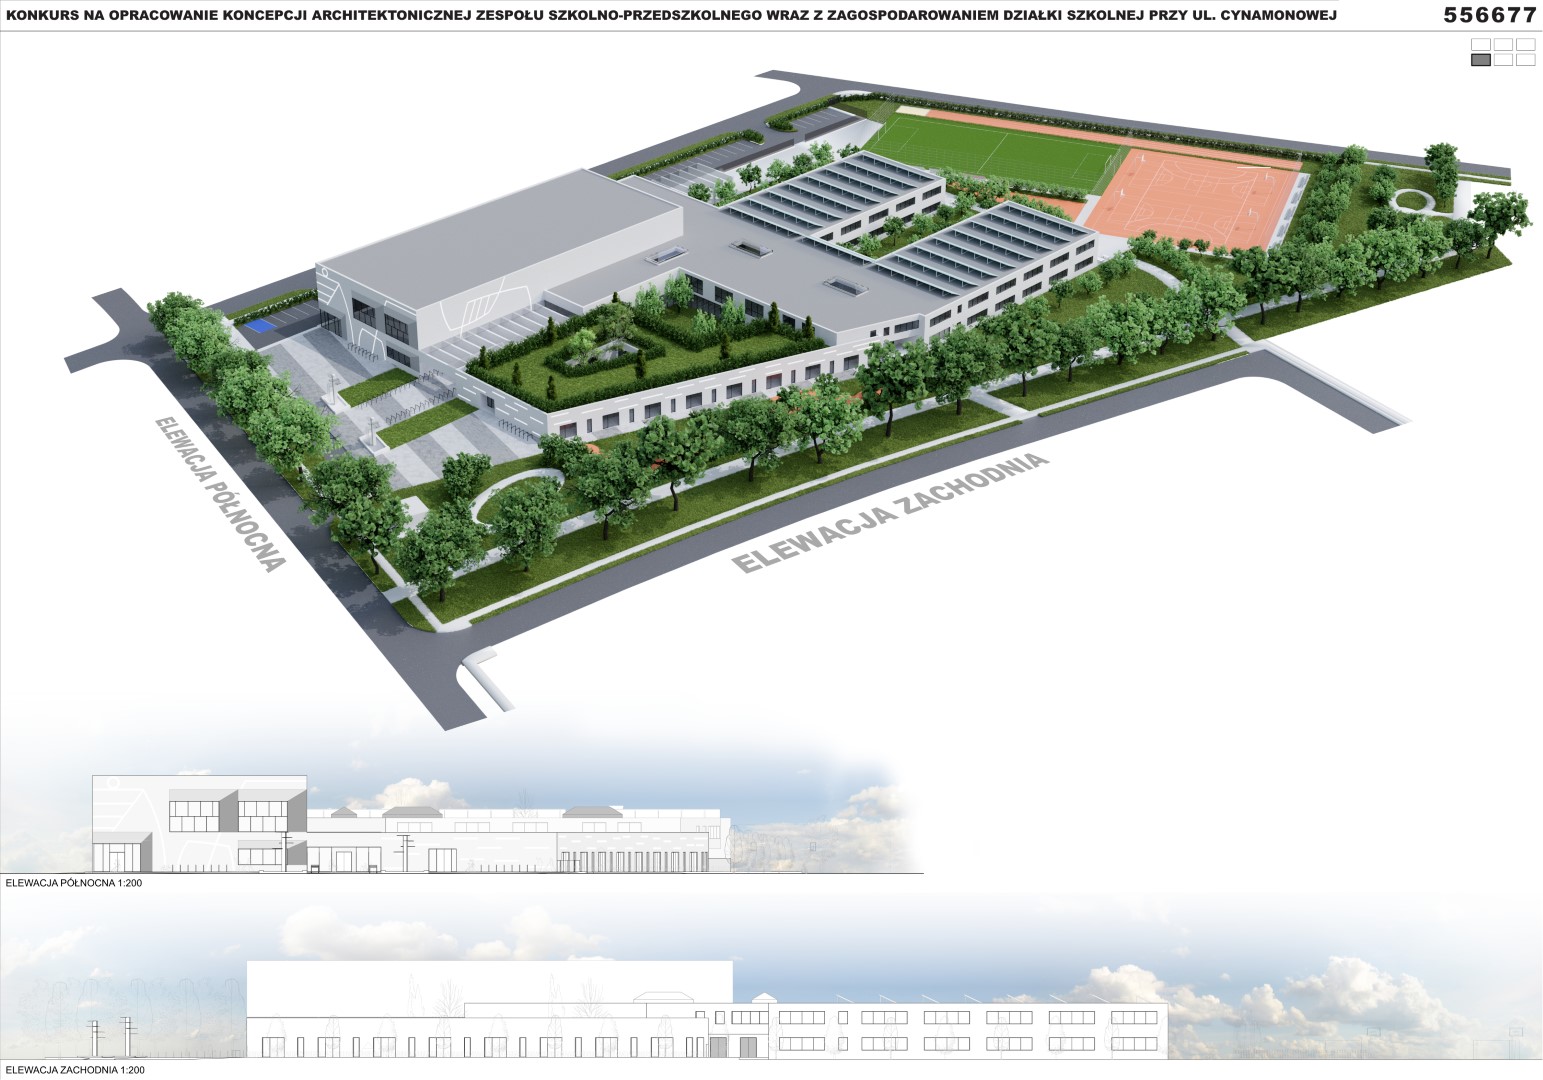 KONKURS NA OPRACOWANIE KONCEPCJI ARCHITEKTONICZNEJ ZESPOŁU SZKOLNO-PRZEDSZKOLNEGO WRAZ Z ZAGOSPODAROWANIEM DZIAŁKI SZKOLNEJ PRZY UL. CYNAMONOWEJ
556677
ELEWACJA PÓŁNOCNA
ELEWACJA ZACHODNIA
ELEWACJA PÓŁNOCNA 1:200
ELEWACJA ZACHODNIA 1:200